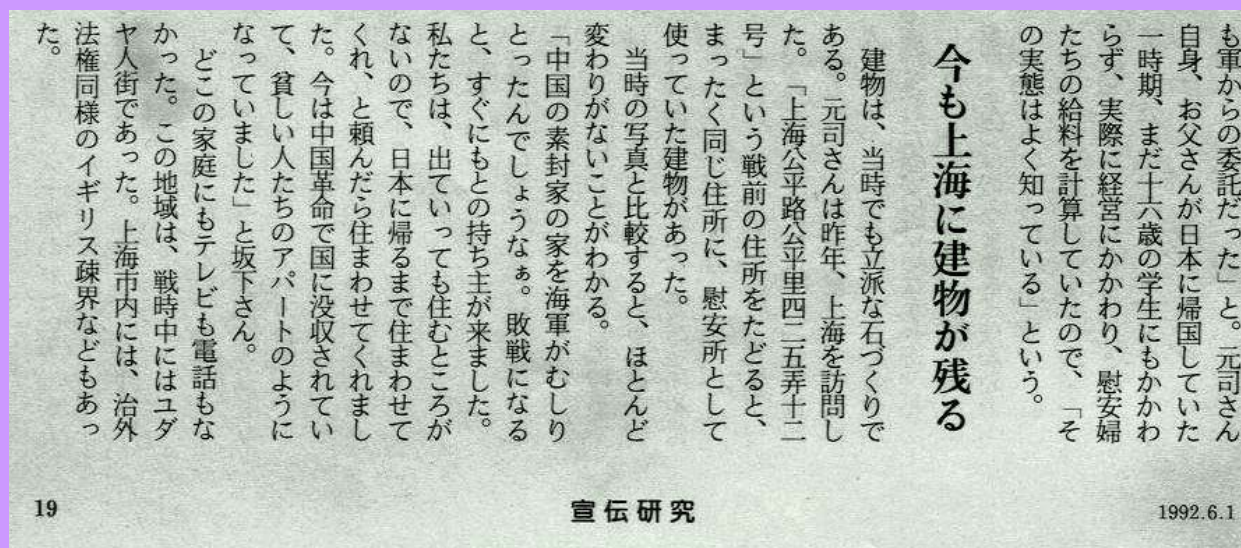 も軍からの委託だった」と。元司さん
自身、お父さんが日本に帰国していた
一時期、まだ十六歳の学生にもかかわ
らず、実際に経営にかかわり、慰安婦
たちの給料を計算していたので、「そ
の実態はよく知っている」という。
今も上海に建物が残る
建物は、当時でも立派な石づくりで
ある。元司さんは昨年、上海を訪問し
た。「上海公平路公平里四二五弄十二
号」という戦前の住所をたどると、
まったく同じ住所に、慰安所として
使っていた建物があった。
当時の写真と比較すると、ほとんど
変わりがないことがわかる。
「中国の素封家の家を海軍がむしり
とったんでしょうなぁ。敗戦になる
と、すぐにもとの持ち主が来ました。
私たちは、出ていっても住むところが
ないので、日本に帰るまで住まわせて
くれ、と頼んだら住まわせてくれまし
た。今は中国革命で国に没収されてい
て、貧しい人たちのアパートのように
なっていました」と坂下さん。
どこの家庭にもテレビも電話もな
かった。この地域は、戦時中にはユダ
ヤ人街であった。上海市内には、治外
法権同様のイギリス疎界などもあっ
た。
19
宣伝研究
1992.6.1